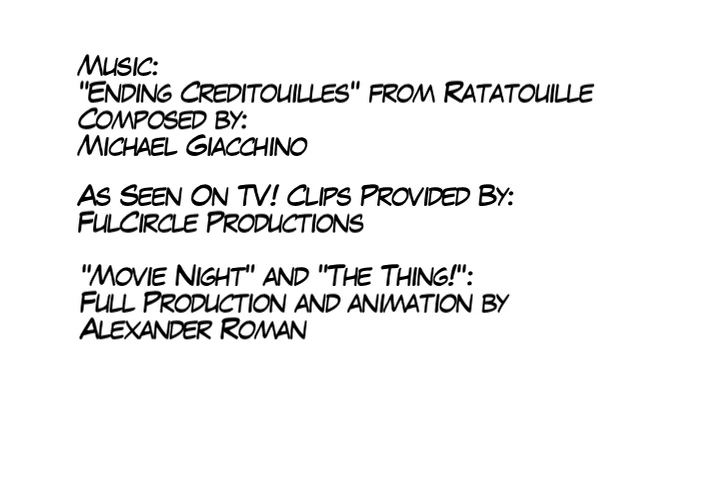 Music:
"Ending Creditouilles" from Ratatouille
Composed by:
Michael Giacchino
As Seen On TV! Clips Provided By:
FulCircle Productions
"Movie Night" and "The Thing!":
Full Production and animation by
Alexander Roman